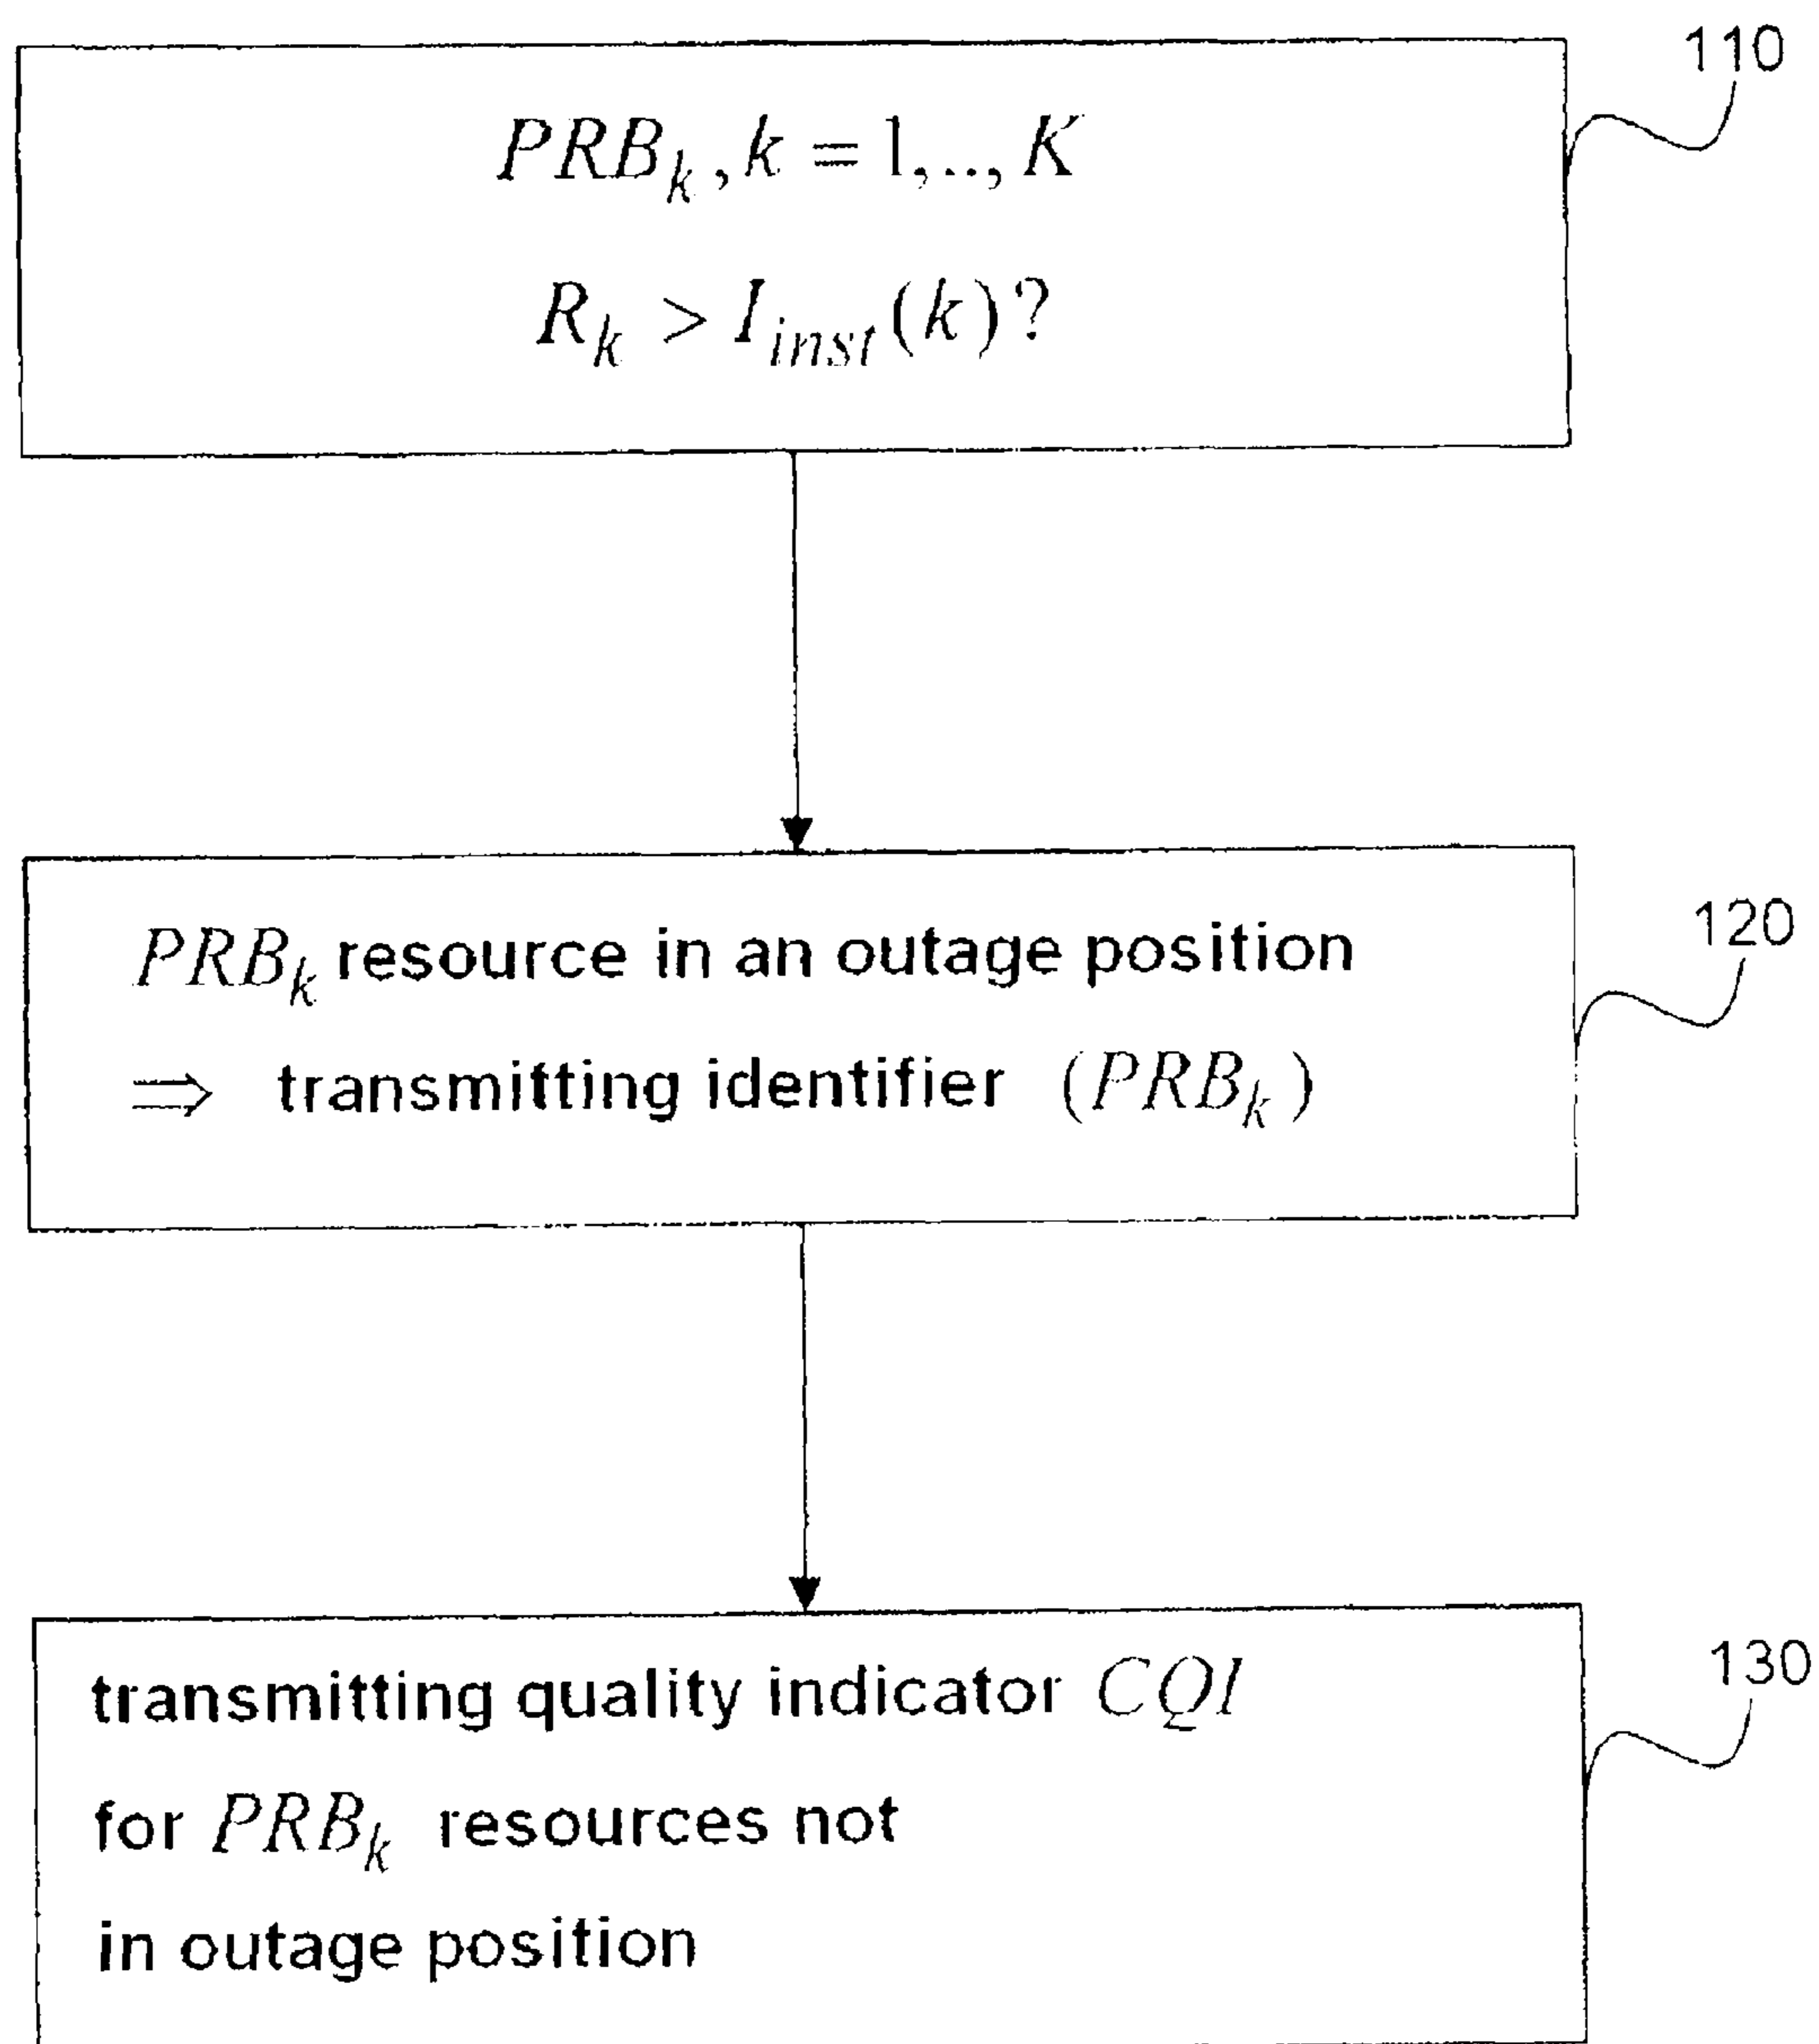 PRB_k, k = 1,.., K
110
R_k > I_inst(k)?
PRB_k resource in an outage position
120
⇒ transmitting identifier (PRB_k)
transmitting quality indicator CQI
130
for PRB_k resources not
in outage position